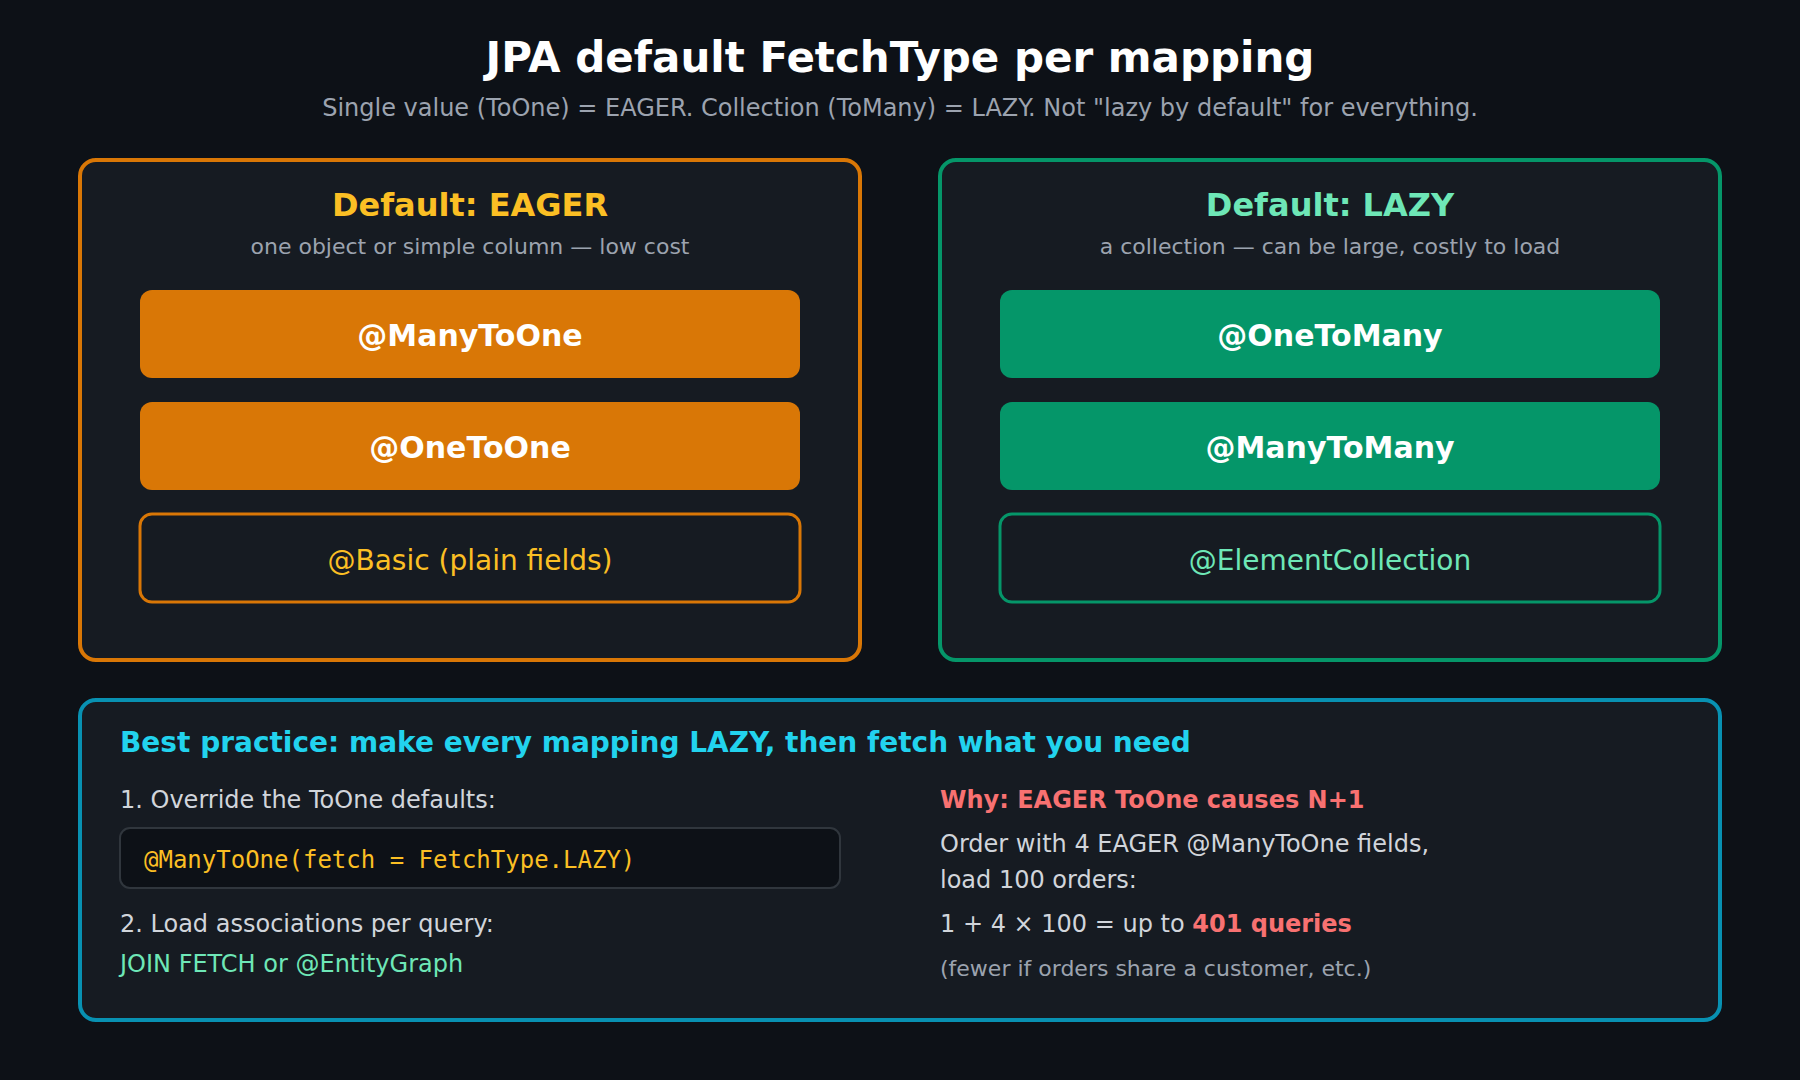 JPA default FetchType per mapping
Single value (ToOne) = EAGER. Collection (ToMany) = LAZY. Not "lazy by default" for everything.
Default: EAGER
one object or simple column — low cost
@ManyToOne
@OneToOne
@Basic (plain fields)
Default: LAZY
a collection — can be large, costly to load
@OneToMany
@ManyToMany
@ElementCollection
Best practice: make every mapping LAZY, then fetch what you need
1. Override the ToOne defaults:
@ManyToOne(fetch = FetchType.LAZY)
2. Load associations per query:
JOIN FETCH or @EntityGraph
Why: EAGER ToOne causes N+1
Order with 4 EAGER @ManyToOne fields,
load 100 orders:
1 + 4 × 100 = up to 401 queries
(fewer if orders share a customer, etc.)